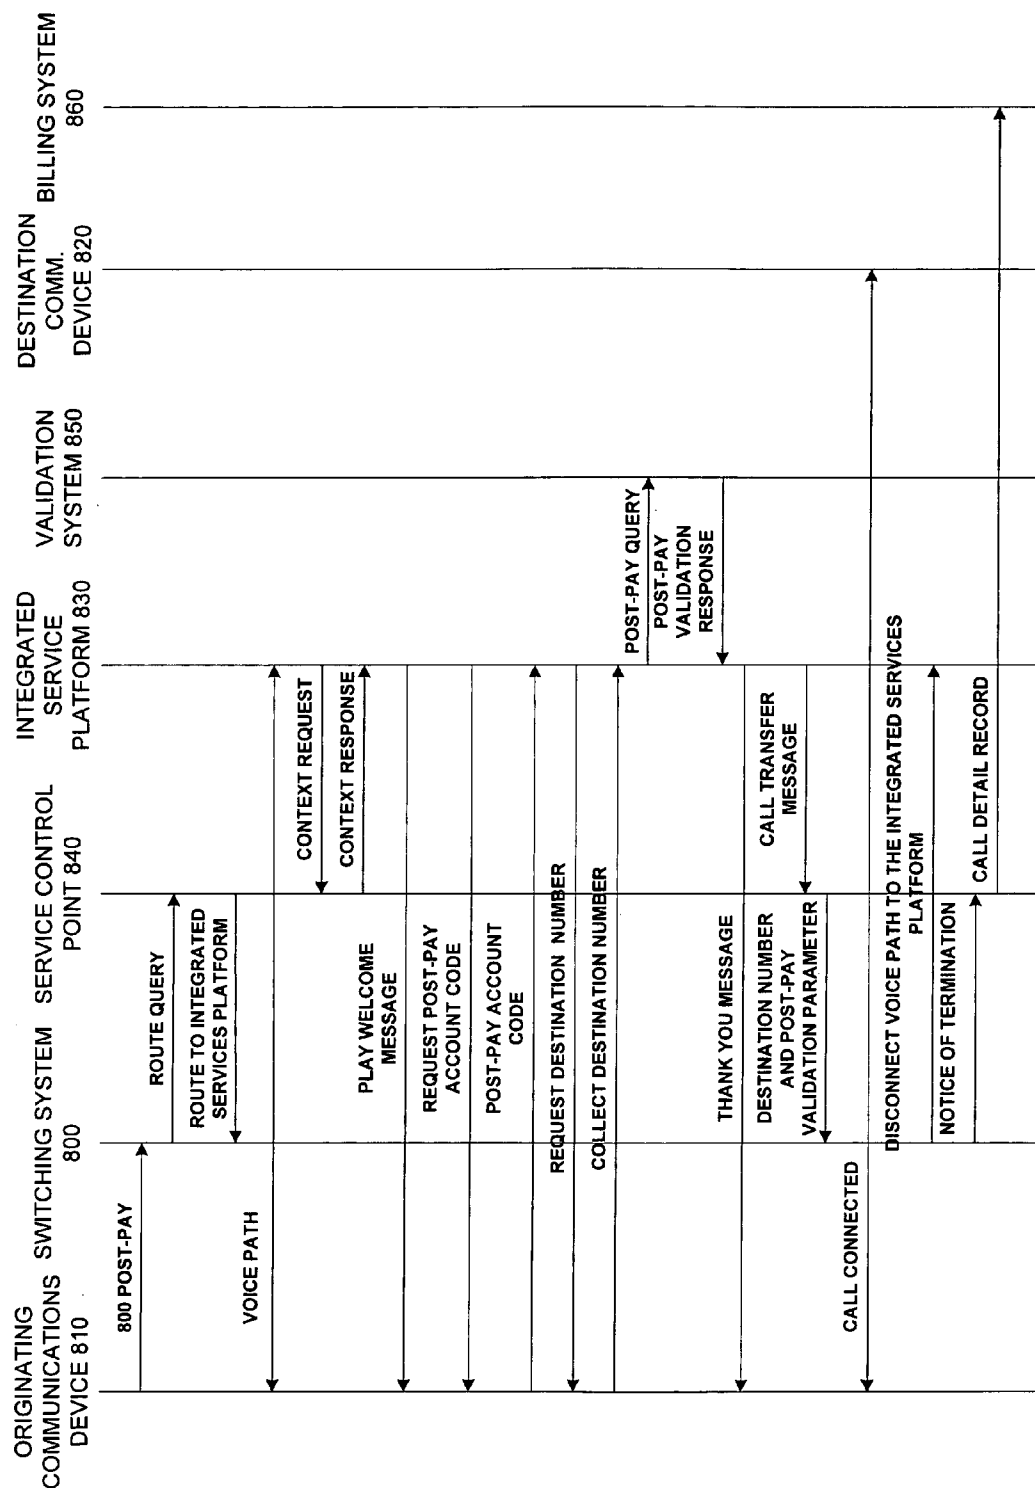 ORIGINATING
COMMUNICATIONS
DEVICE 810
SWITCHING SYSTEM
800
SERVICE CONTROL
POINT 840
INTEGRATED
SERVICE
PLATFORM 830
VALIDATION
SYSTEM 850
DESTINATION
COMM.
DEVICE 820
BILLING SYSTEM
860
800 POST-PAY
ROUTE QUERY
ROUTE TO INTEGRATED
SERVICES PLATFORM
VOICE PATH
CONTEXT REQUEST
CONTEXT RESPONSE
PLAY WELCOME
MESSAGE
REQUEST POST-PAY
ACCOUNT CODE
POST-PAY ACCOUNT
CODE
REQUEST DESTINATION NUMBER
COLLECT DESTINATION NUMBER
POST-PAY QUERY
POST-PAY
VALIDATION
RESPONSE
THANK YOU MESSAGE
CALL TRANSFER
MESSAGE
DESTINATION NUMBER
AND POST-PAY
VALIDATION PARAMETER
CALL CONNECTED
DISCONNECT VOICE PATH TO THE INTEGRATED SERVICES
PLATFORM
NOTICE OF TERMINATION
CALL DETAIL RECORD